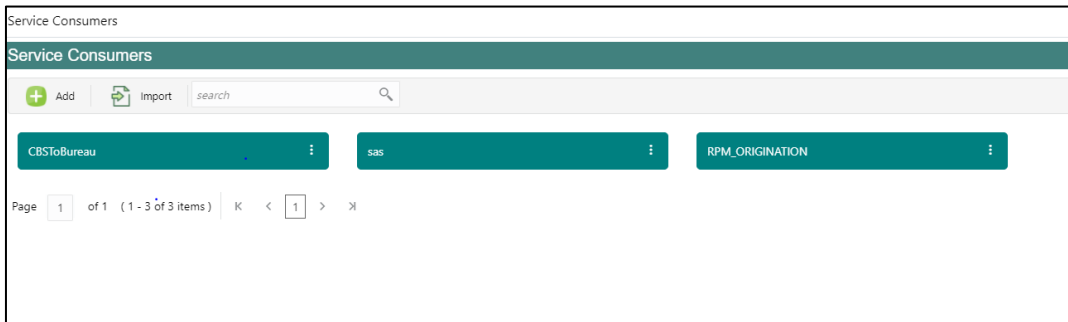 Service Consumers
Service Consumers
Add Import search
CBSToBureau sas RPM_ORIGINATION
Page 1 of 1 (1 - 3 of 3 items) K < 1 > >|